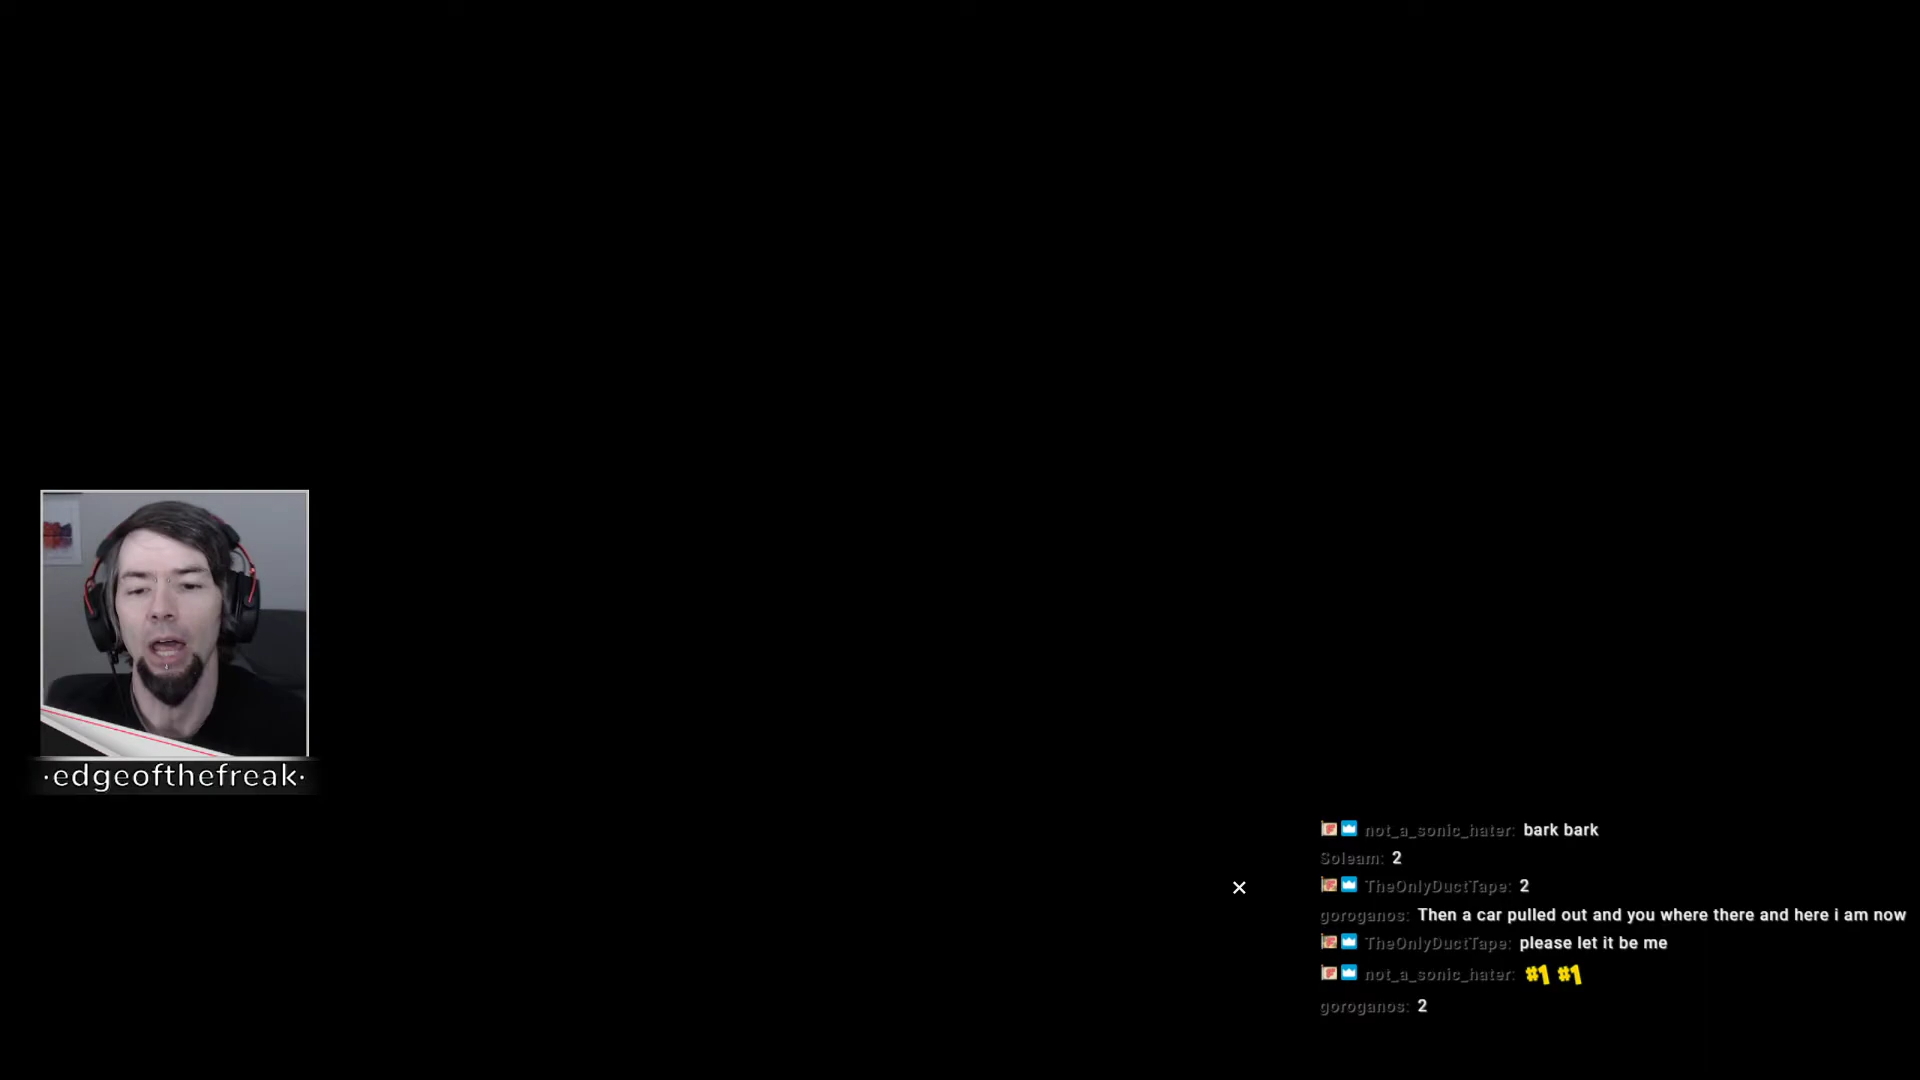 ·edgeofthefreak·
not_a_sonic_hater: bark bark
Soleam: 2
TheOnlyDuctTape: 2
goroganos: Then a car pulled out and you where there and here i am now
TheOnlyDuctTape: please let it be me
not_a_sonic_hater: #1 #1
goroganos: 2